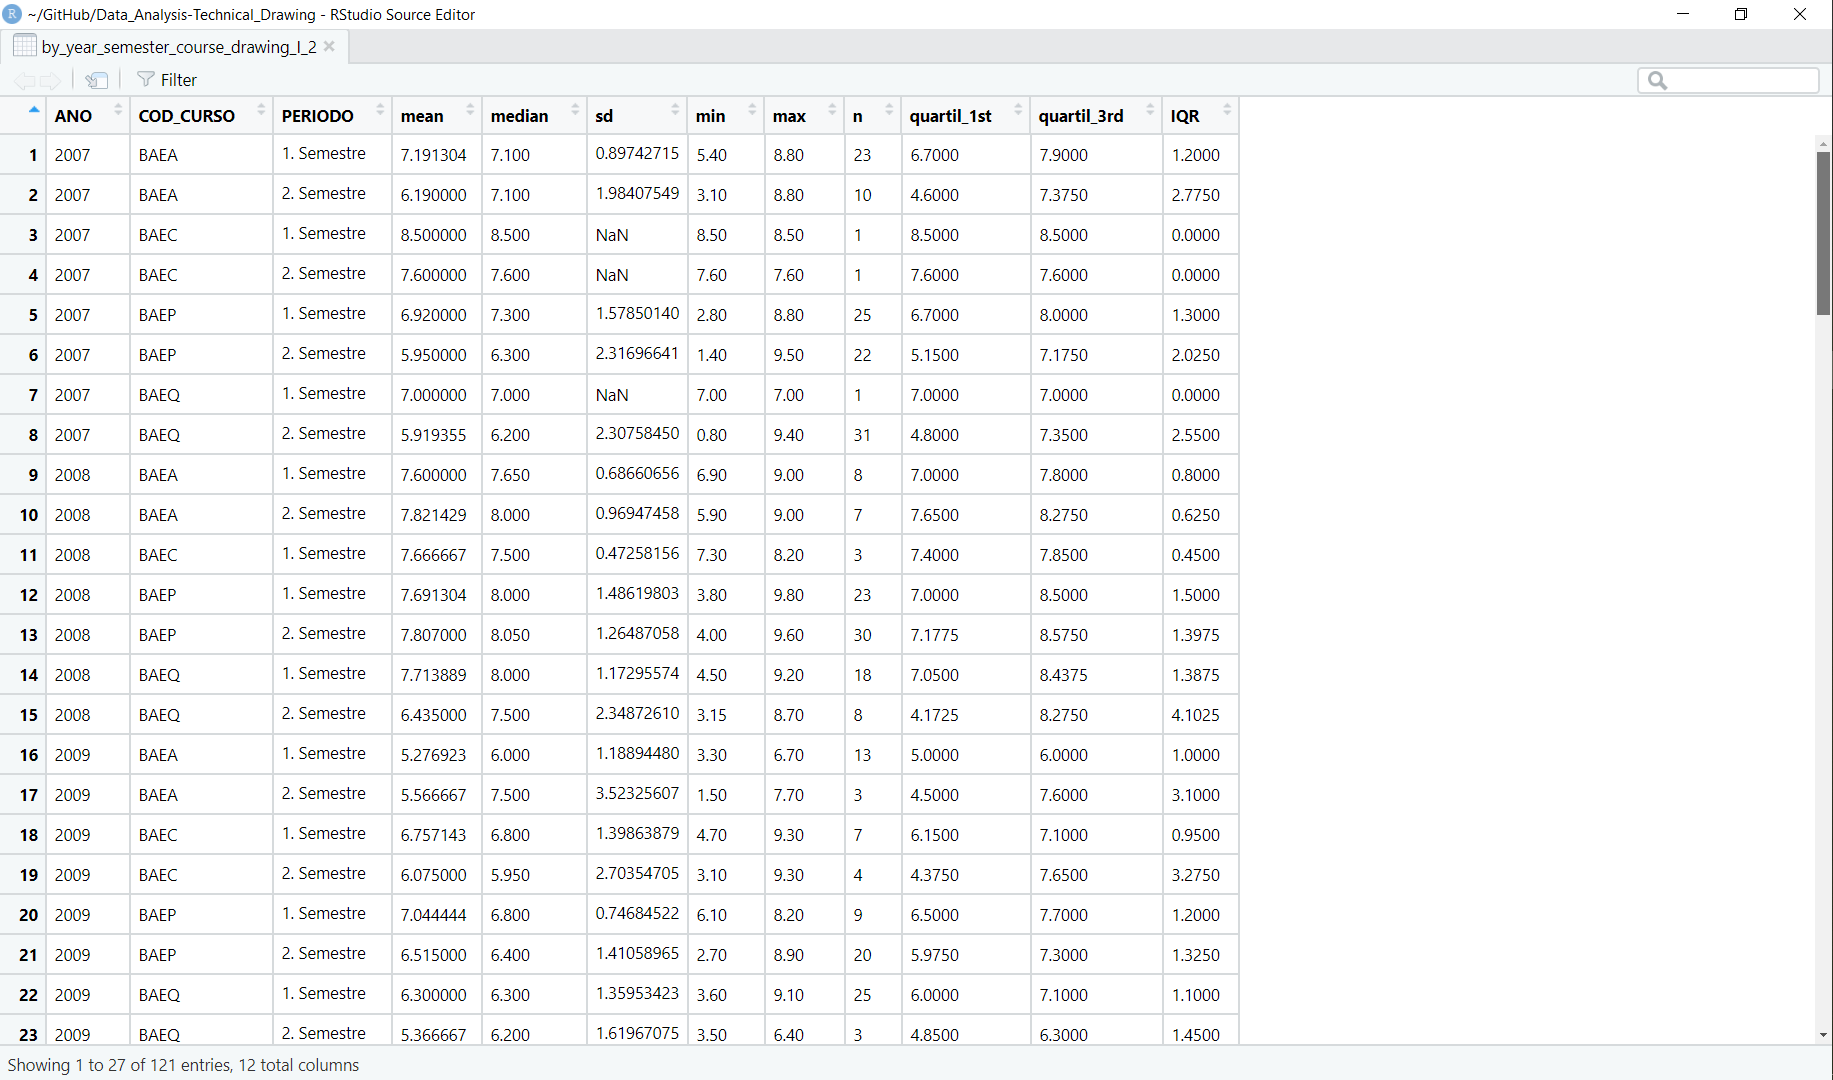 R ~/GitHub/Data_Analysis-Technical_Drawing - RStudio Source Editor
by_year_semester_course_drawing_I_2
Filter
ANO COD_CURSO PERIODO mean median sd min max n quartil_1st quartil_3rd IQR
1 2007 BAEA 1. Semestre 7.191304 7.100 0.89742715 5.40 8.80 23 6.7000 7.9000 1.2000
2 2007 BAEA 2. Semestre 6.190000 7.100 1.98407549 3.10 8.80 10 4.6000 7.3750 2.7750
3 2007 BAEC 1. Semestre 8.500000 8.500 NaN 8.50 8.50 1 8.5000 8.5000 0.0000
4 2007 BAEC 2. Semestre 7.600000 7.600 NaN 7.60 7.60 1 7.6000 7.6000 0.0000
5 2007 BAEP 1. Semestre 6.920000 7.300 1.57850140 2.80 8.80 25 6.7000 8.0000 1.3000
6 2007 BAEP 2. Semestre 5.950000 6.300 2.31696641 1.40 9.50 22 5.1500 7.1750 2.0250
7 2007 BAEQ 1. Semestre 7.000000 7.000 NaN 7.00 7.00 1 7.0000 7.0000 0.0000
8 2007 BAEQ 2. Semestre 5.919355 6.200 2.30758450 0.80 9.40 31 4.8000 7.3500 2.5500
9 2008 BAEA 1. Semestre 7.600000 7.650 0.68660656 6.90 9.00 8 7.0000 7.8000 0.8000
10 2008 BAEA 2. Semestre 7.821429 8.000 0.96947458 5.90 9.00 7 7.6500 8.2750 0.6250
11 2008 BAEC 1. Semestre 7.666667 7.500 0.47258156 7.30 8.20 3 7.4000 7.8500 0.4500
12 2008 BAEP 1. Semestre 7.691304 8.000 1.48619803 3.80 9.80 23 7.0000 8.5000 1.5000
13 2008 BAEP 2. Semestre 7.807000 8.050 1.26487058 4.00 9.60 30 7.1775 8.5750 1.3975
14 2008 BAEQ 1. Semestre 7.713889 8.000 1.17295574 4.50 9.20 18 7.0500 8.4375 1.3875
15 2008 BAEQ 2. Semestre 6.435000 7.500 2.34872610 3.15 8.70 8 4.1725 8.2750 4.1025
16 2009 BAEA 1. Semestre 5.276923 6.000 1.18894480 3.30 6.70 13 5.0000 6.0000 1.0000
17 2009 BAEA 2. Semestre 5.566667 7.500 3.52325607 1.50 7.70 3 4.5000 7.6000 3.1000
18 2009 BAEC 1. Semestre 6.757143 6.800 1.39863879 4.70 9.30 7 6.1500 7.1000 0.9500
19 2009 BAEC 2. Semestre 6.075000 5.950 2.70354705 3.10 9.30 4 4.3750 7.6500 3.2750
20 2009 BAEP 1. Semestre 7.044444 6.800 0.74684522 6.10 8.20 9 6.5000 7.7000 1.2000
21 2009 BAEP 2. Semestre 6.515000 6.400 1.41058965 2.70 8.90 20 5.9750 7.3000 1.3250
22 2009 BAEQ 1. Semestre 6.300000 6.300 1.35953423 3.60 9.10 25 6.0000 7.1000 1.1000
23 2009 BAEQ 2. Semestre 5.366667 6.200 1.61967075 3.50 6.40 3 4.8500 6.3000 1.4500
Showing 1 to 27 of 121 entries, 12 total columns